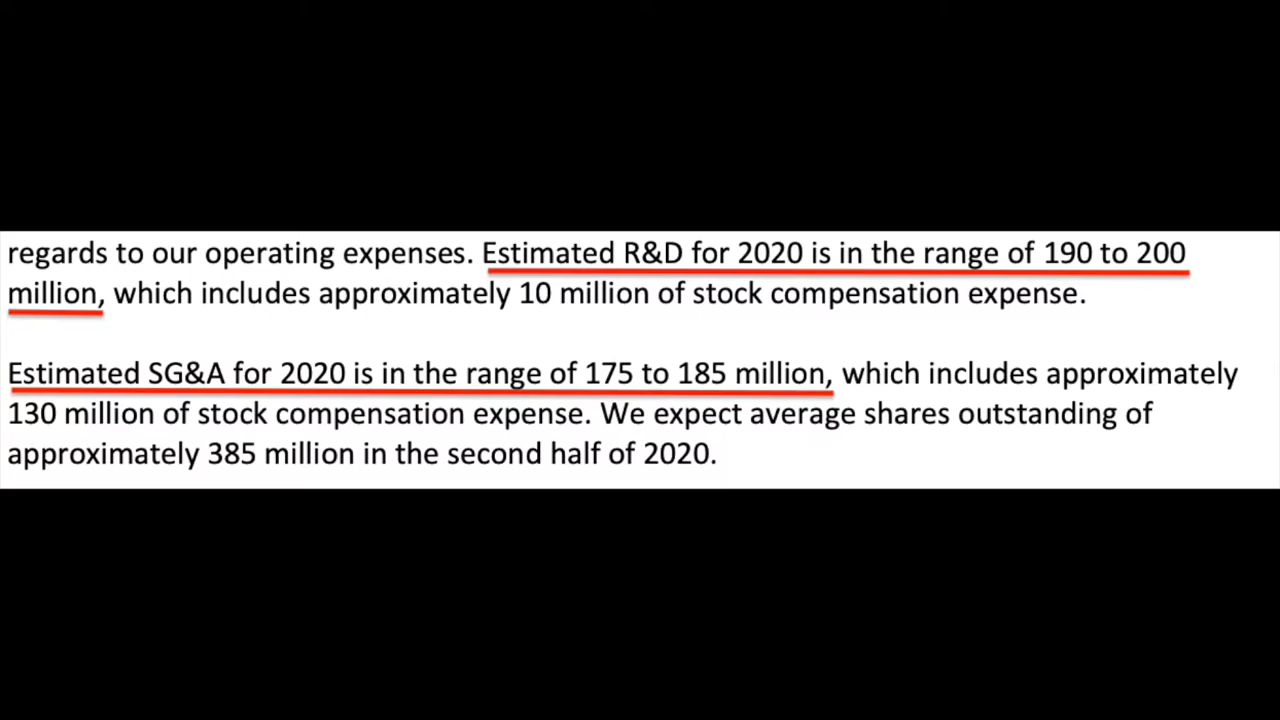 regards to our operating expenses. Estimated R&D for 2020 is in the range of 190 to 200
million, which includes approximately 10 million of stock compensation expense.
Estimated SG&A for 2020 is in the range of 175 to 185 million, which includes approximately
130 million of stock compensation expense. We expect average shares outstanding of
approximately 385 million in the second half of 2020.